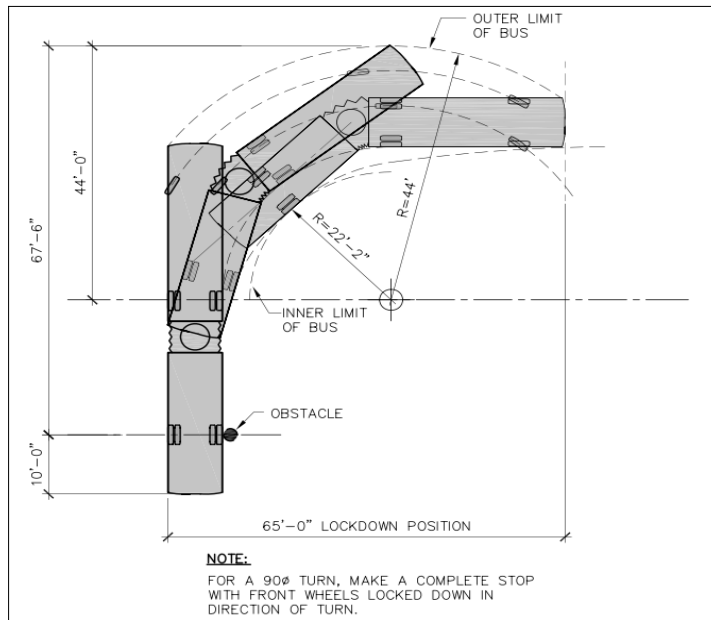 OUTER LIMIT
OF BUS
44'-0"
67'-6"
R=44'
R=22'-2"
INNER LIMIT
OF BUS
OBSTACLE
10'-0"
65'-0" LOCKDOWN POSITION
NOTE:
FOR A 90ø TURN, MAKE A COMPLETE STOP
WITH FRONT WHEELS LOCKED DOWN IN
DIRECTION OF TURN.